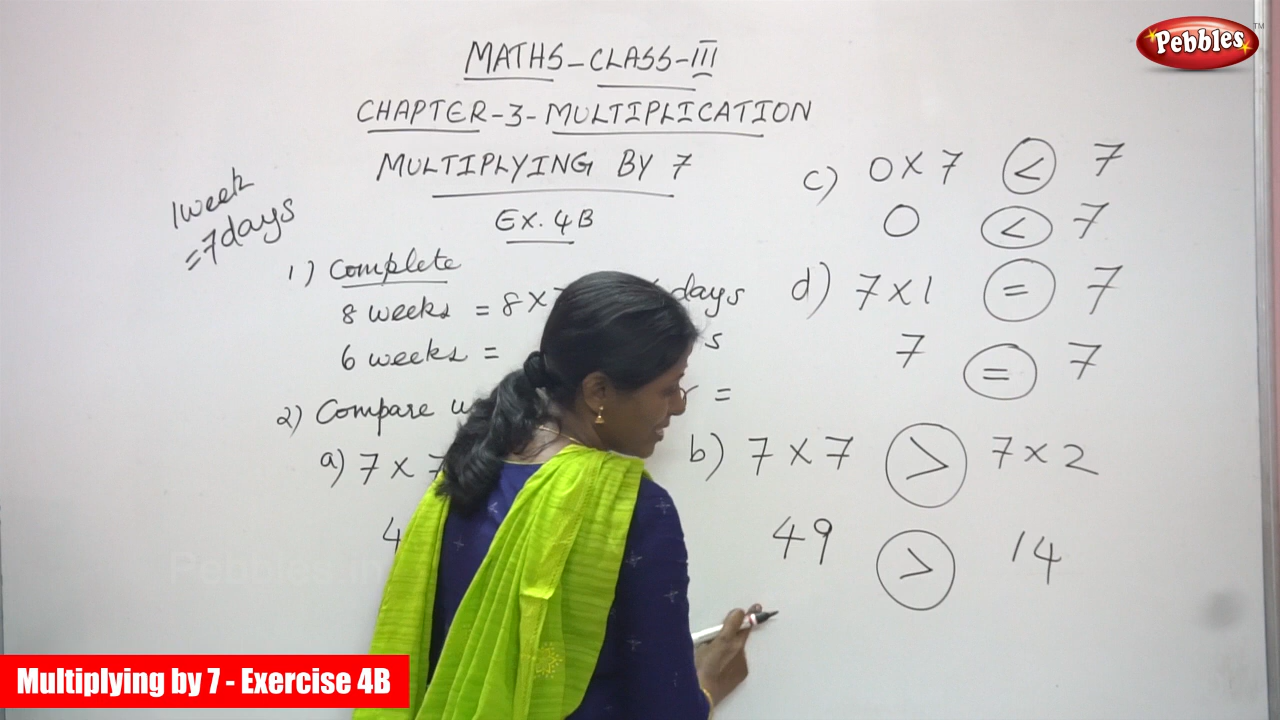 Pebbles™
MATHS – CLASS – III
CHAPTER - 3 - MULTIPLICATION
MULTIPLYING BY 7
EX. 4B
1 week
= 7 days
1) Complete
8 weeks = 8 × days
6 weeks = s
2) Compare =
a) 7 ×
4
b) 7 × 7 > 7 × 2
49 > 14
c) 0 × 7 < 7
0 < 7
d) 7 × 1 = 7
7 = 7
Pebbles
Multiplying by 7 - Exercise 4B